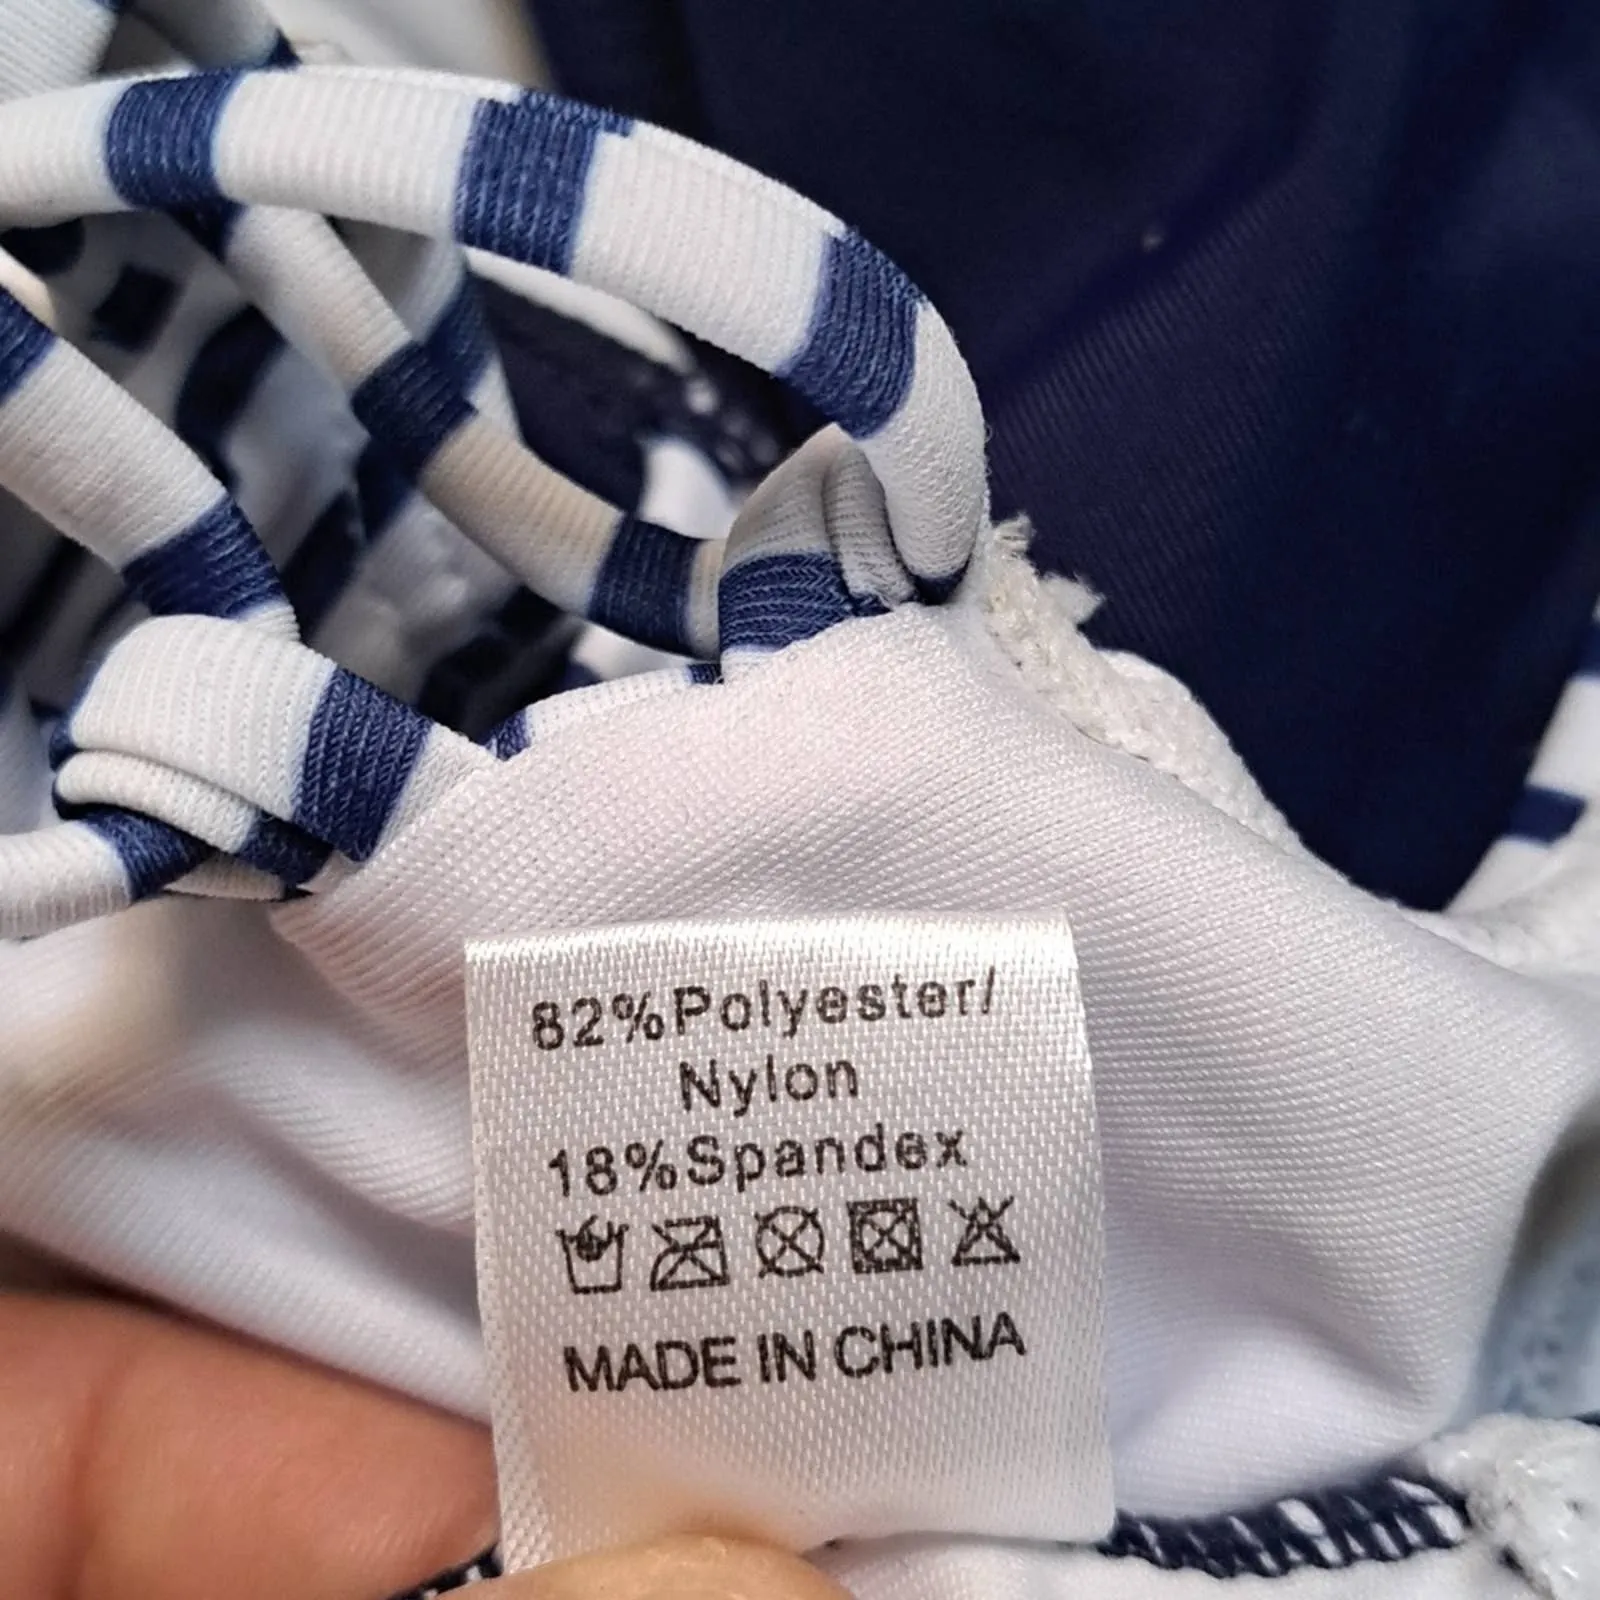 82%Polyester/
Nylon
18%Spandex
MADE IN CHINA